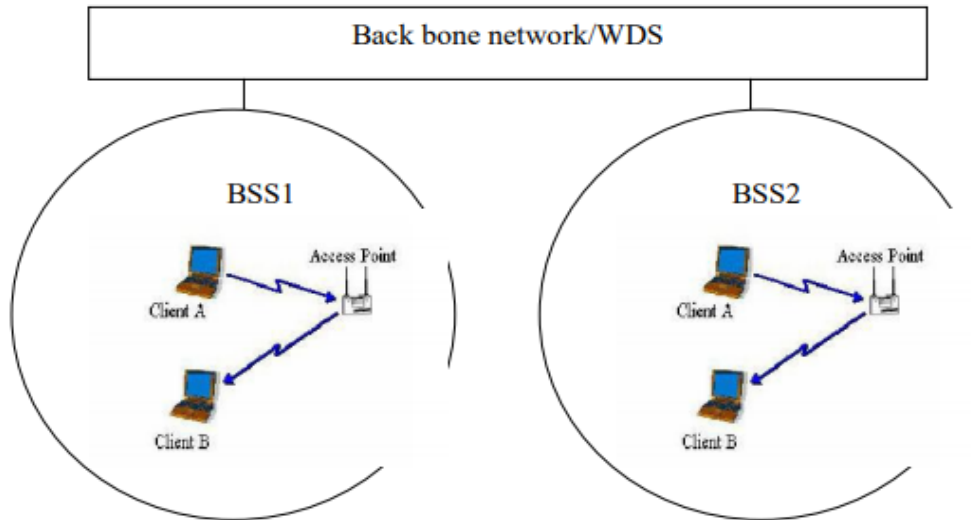 Back bone network/WDS
BSS1
BSS2
Access Point
Client A
Client B
Access Point
Client A
Client B